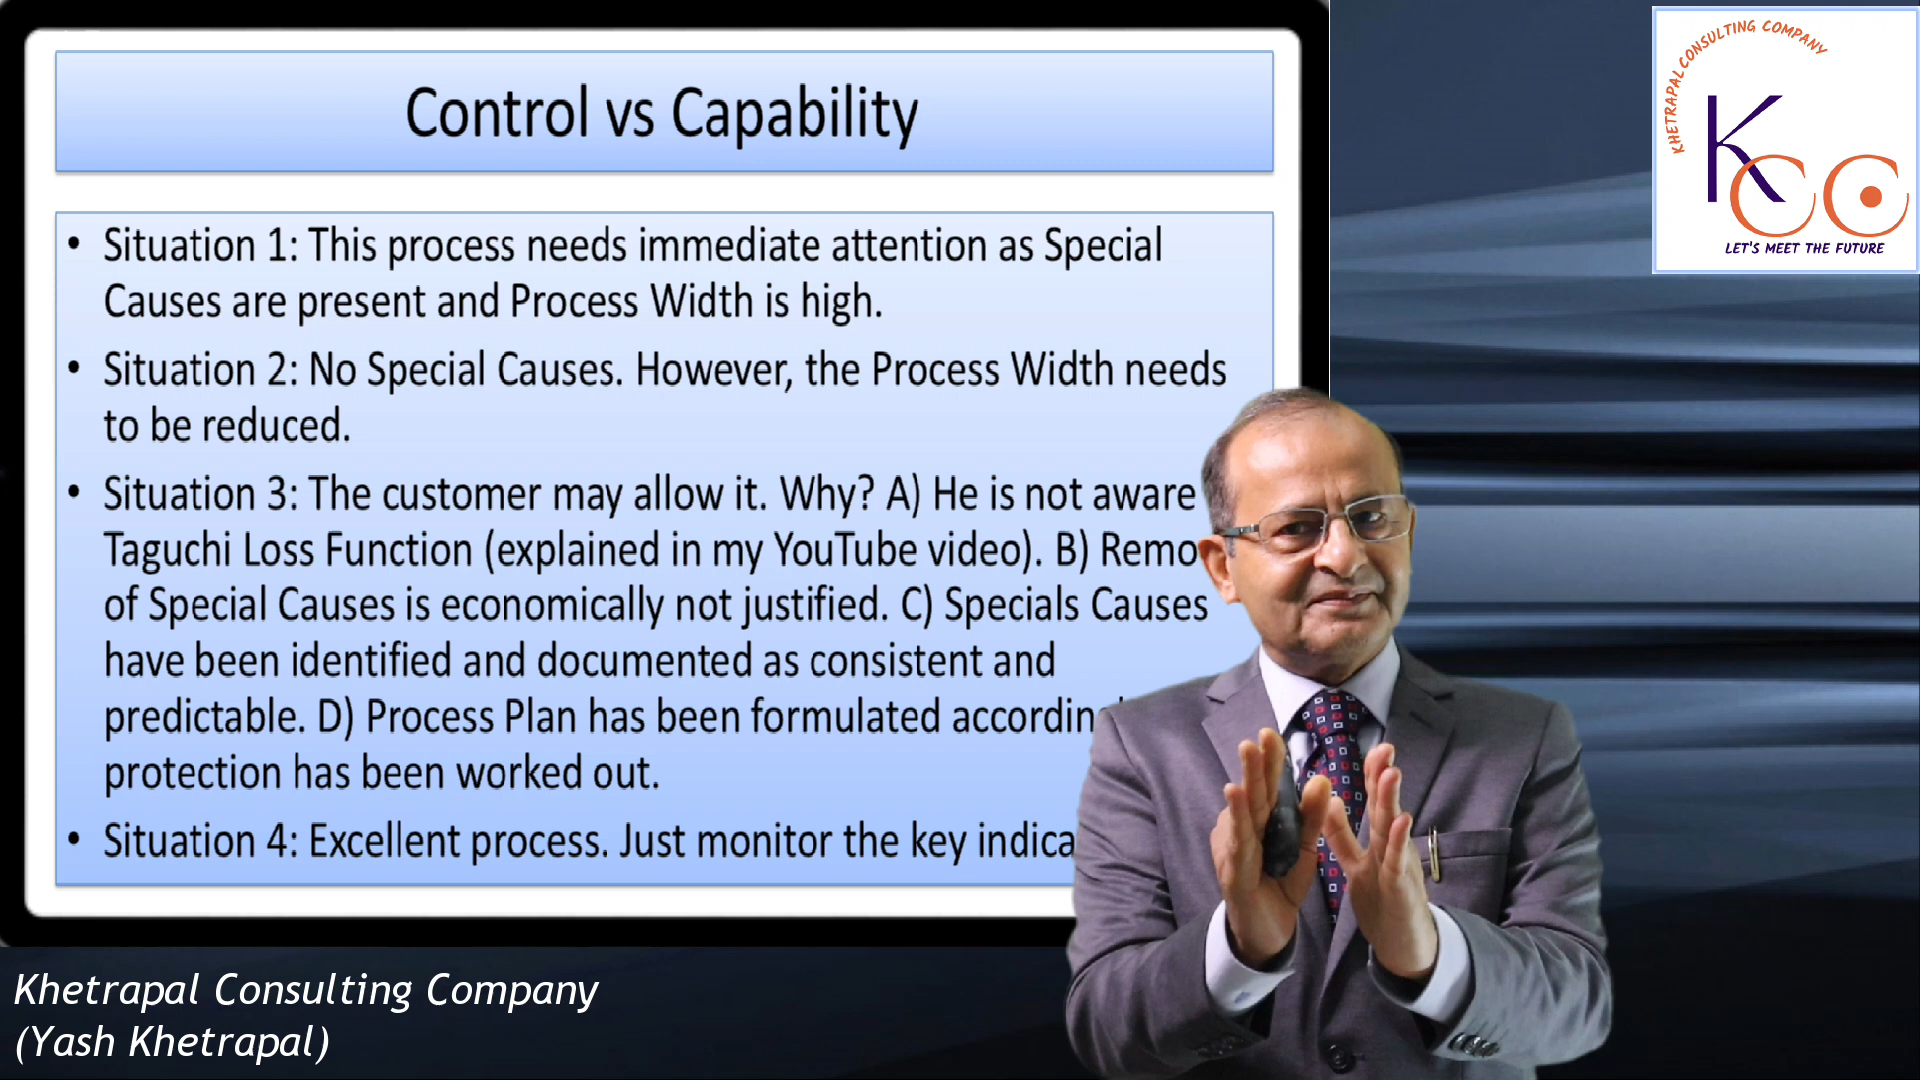 Control vs Capability
KHETRAPAL CONSULTING COMPANY
KCC
LET'S MEET THE FUTURE
• Situation 1: This process needs immediate attention as Special
Causes are present and Process Width is high.
• Situation 2: No Special Causes. However, the Process Width needs
to be reduced.
• Situation 3: The customer may allow it. Why? A) He is not aware
Taguchi Loss Function (explained in my YouTube video). B)
of Special Causes is economically not justified. C) Specials Causes
have been identified and documented as consistent and
predictable. D) Process Plan has been formulated
protection has been worked out.
• Situation 4: Excellent process. Just monitor the key
Khetrapal Consulting Company
(Yash Khetrapal)